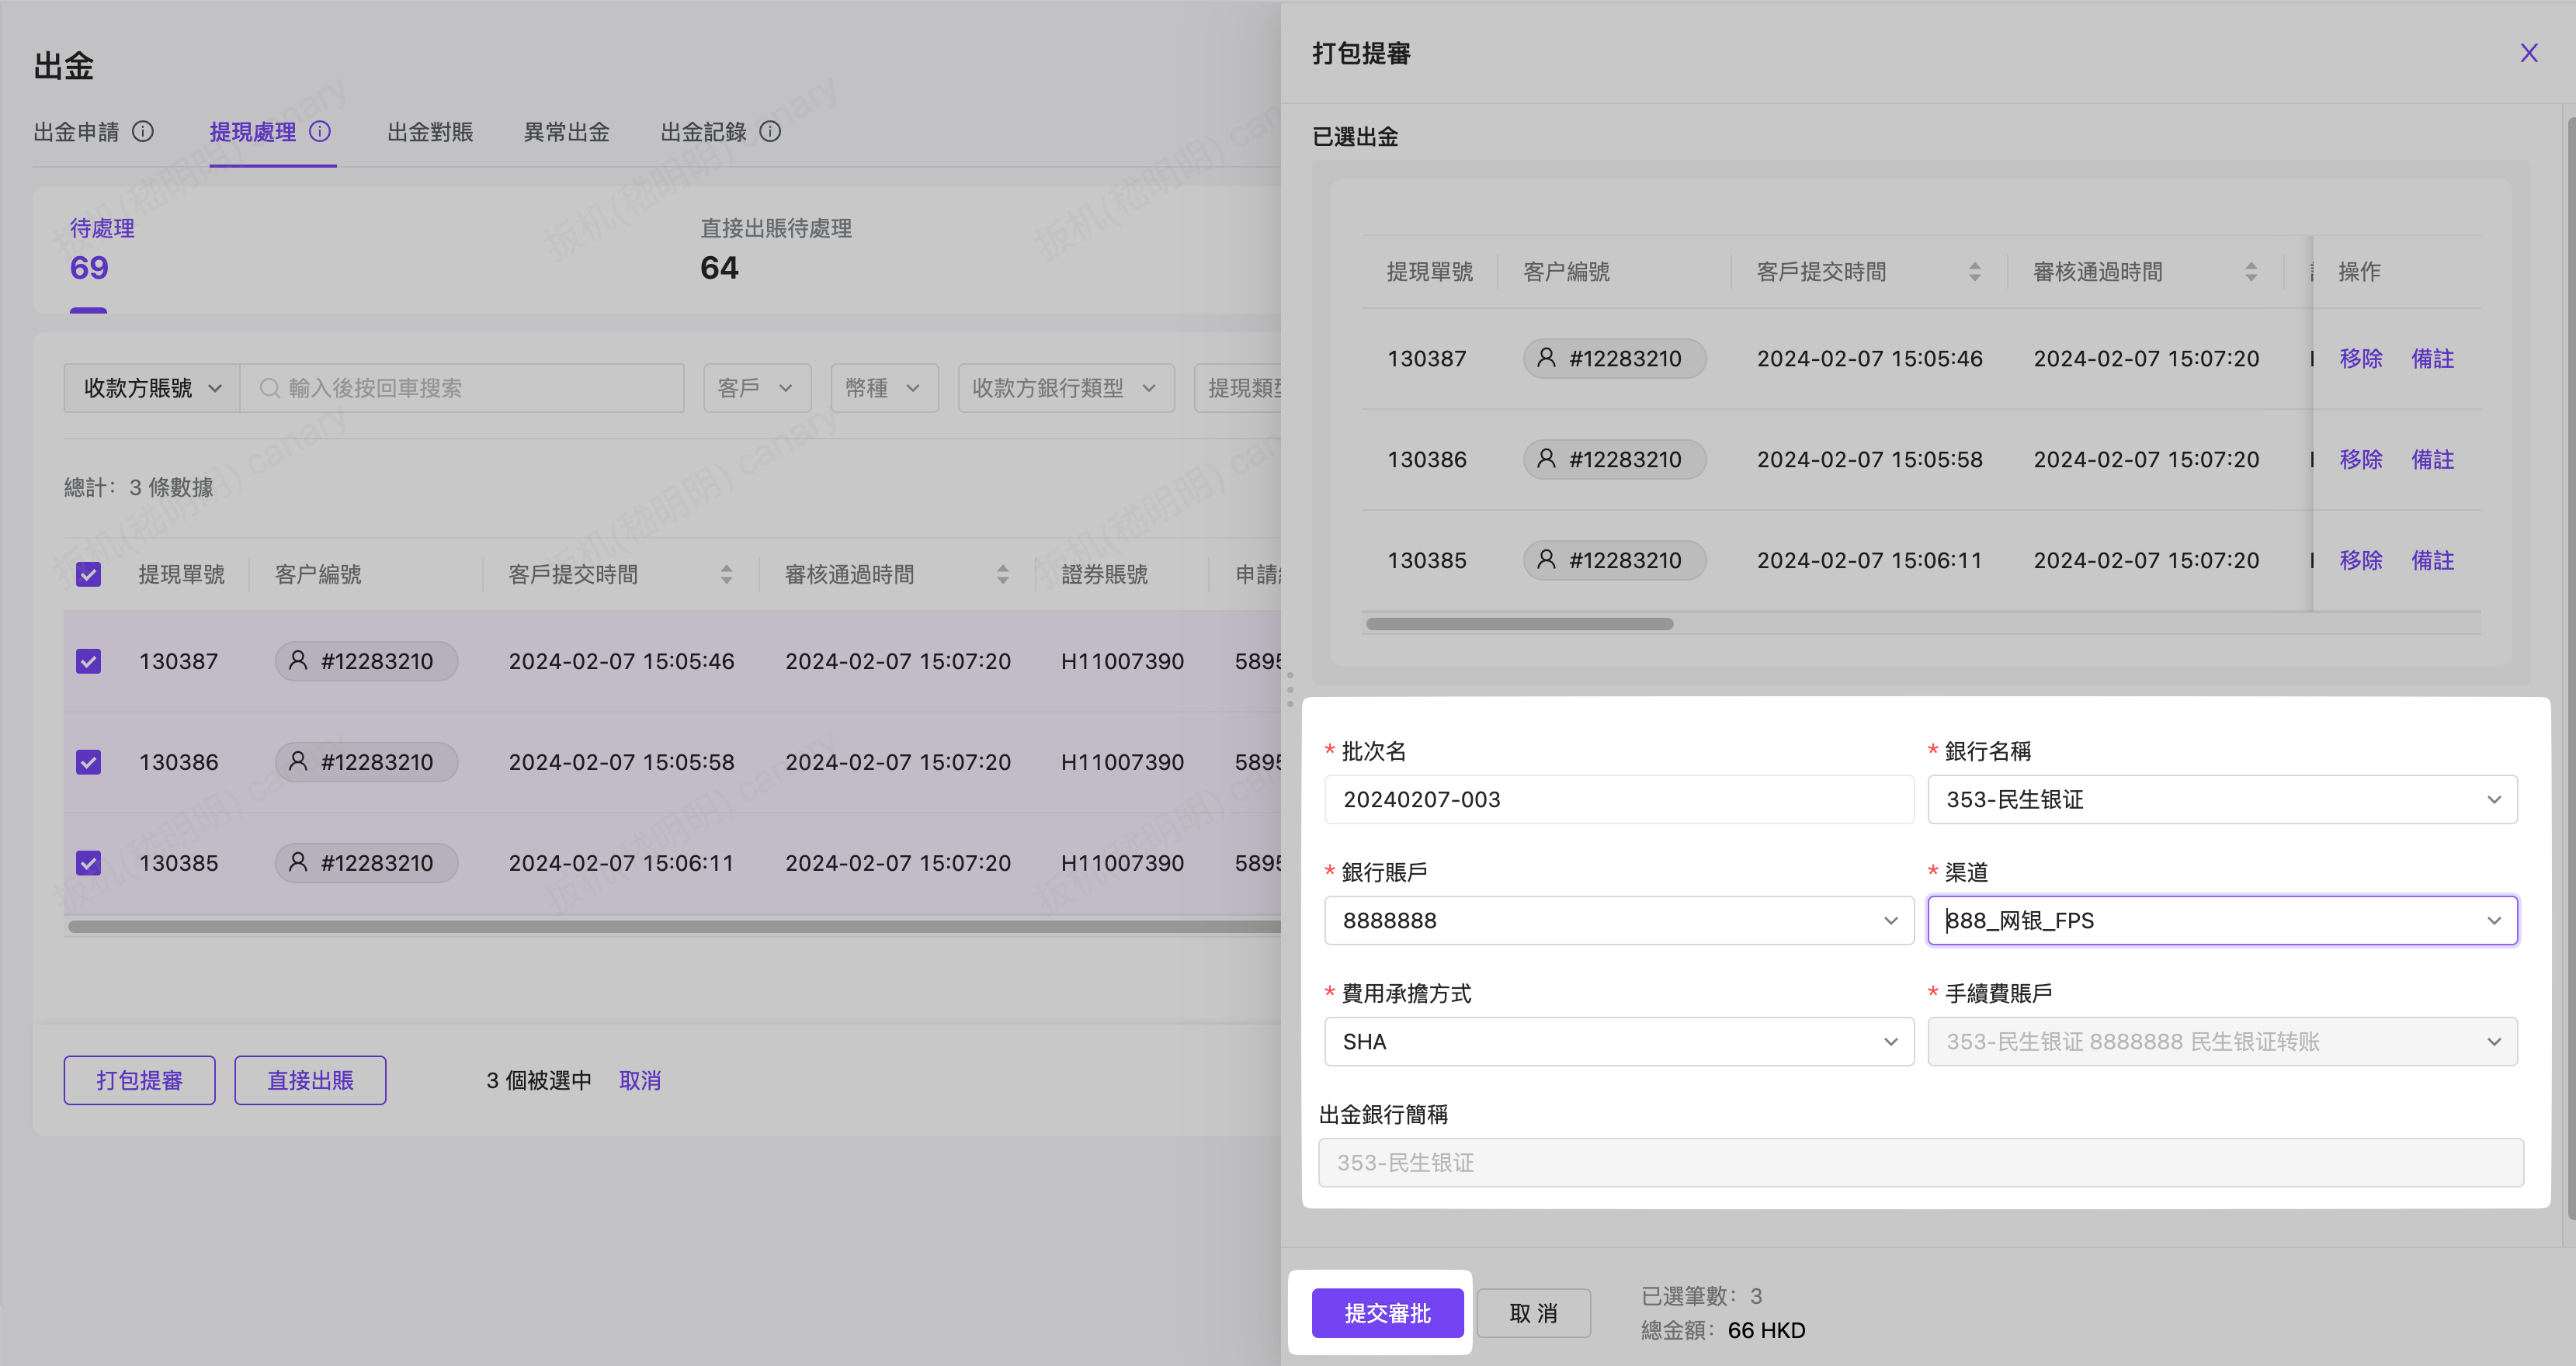 出金
出金申請 提現處理 出金對賬 異常出金 出金記錄
待處理 直接出賬待處理
69 64
收款方賬號 輸入後按回車搜索 客戶 幣種 收款方銀行類型 提現類型
總計：3 條數據
提現單號 客户編號 客戶提交時間 審核通過時間 證券賬號 申請
130387 #12283210 2024-02-07 15:05:46 2024-02-07 15:07:20 H11007390 5895
130386 #12283210 2024-02-07 15:05:58 2024-02-07 15:07:20 H11007390 5895
130385 #12283210 2024-02-07 15:06:11 2024-02-07 15:07:20 H11007390 5895
打包提審 直接出賬 3 個被選中 取消
打包提審
已選出金
提現單號 客户編號 客戶提交時間 審核通過時間 操作
130387 #12283210 2024-02-07 15:05:46 2024-02-07 15:07:20 移除 備註
130386 #12283210 2024-02-07 15:05:58 2024-02-07 15:07:20 移除 備註
130385 #12283210 2024-02-07 15:06:11 2024-02-07 15:07:20 移除 備註
* 批次名 * 銀行名稱
20240207-003 353-民生银证
* 銀行賬戶 * 渠道
8888888 888_网银_FPS
* 費用承擔方式 * 手續費賬戶
SHA 353-民生银证 8888888 民生银证转账
出金銀行簡稱
353-民生银证
提交審批 取 消 已選筆數：3
總金額：66 HKD